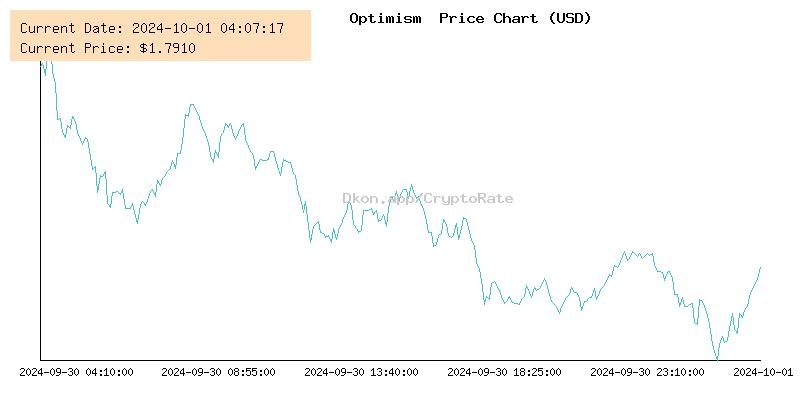 Optimism  Price Chart (USD)
Current Date: 2024-10-01 04:07:17
Current Price: $1.7910
Dkon.app/CryptoRate
2024-09-30 04:10:00 2024-09-30 08:55:00 2024-09-30 13:40:00 2024-09-30 18:25:00 2024-09-30 23:10:00 2024-10-01